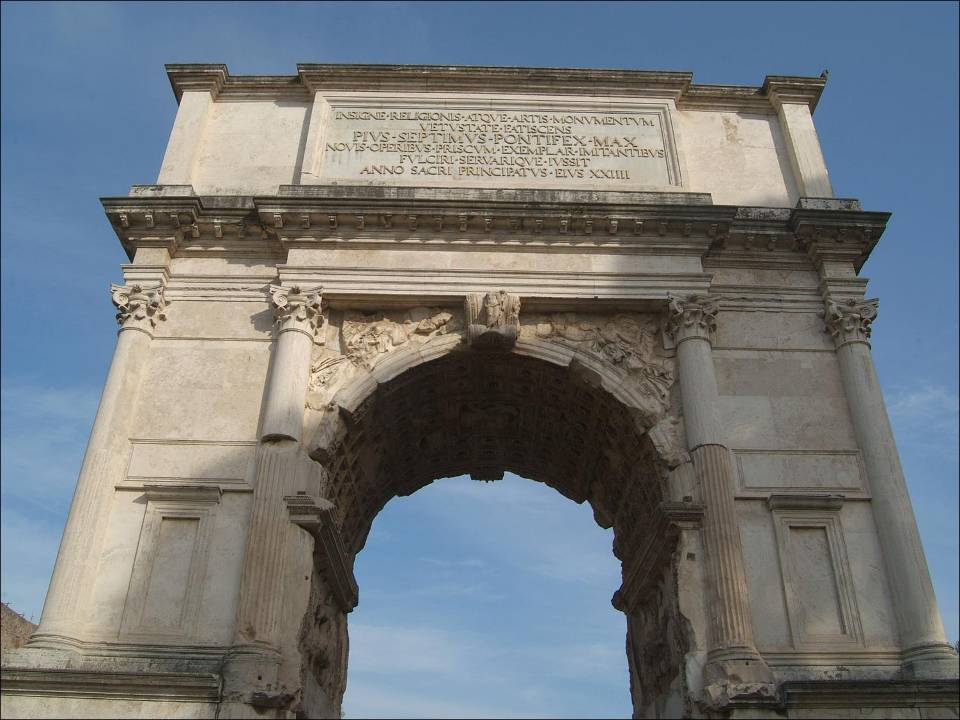 INSIGNE·RELIGIONIS·ATQVE·ARTIS·MONVMENTVM
VETVSTATE·FATISCENS
PIVS·SEPTIMVS·PONTIFEX·MAX
NOVIS·OPERIBVS·PRISCVM·EXEMPLAR·IMITANTIBVS
FVLCIRI·SERVARIQVE·IVSSIT
ANNO·SACRI·PRINCIPATVS·EIVS·XXIIII